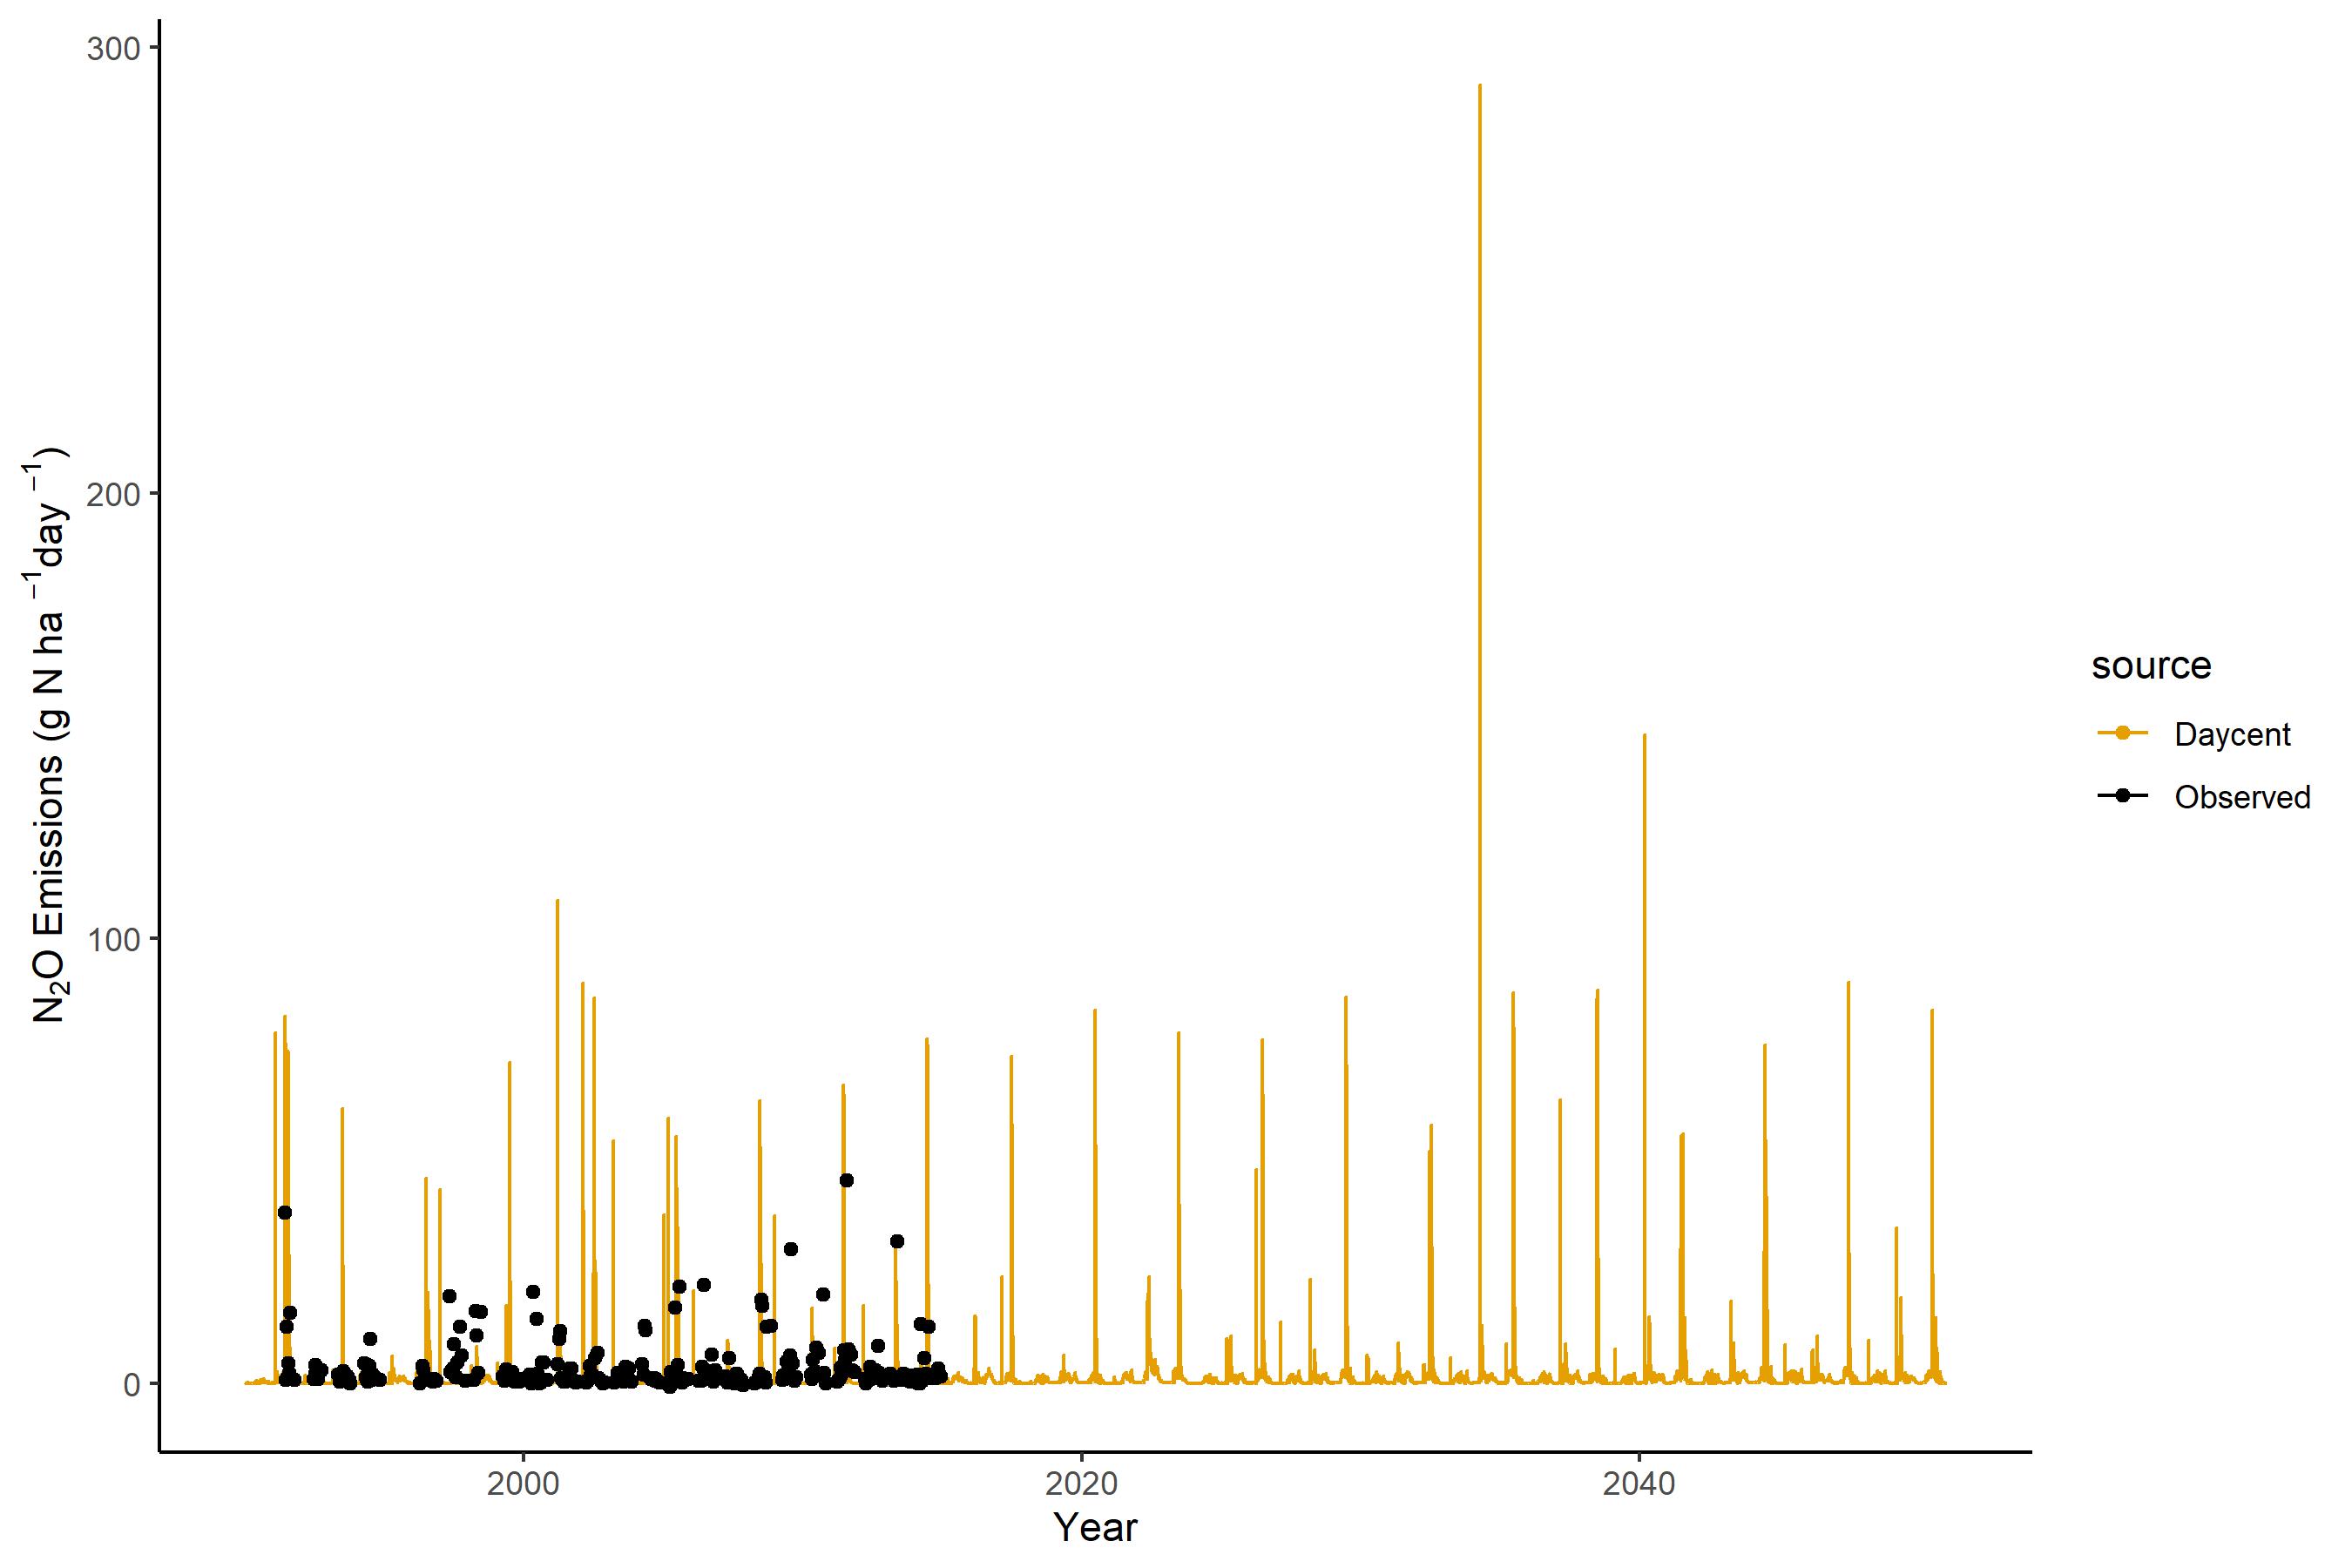 300
200
100
0
N₂O Emissions (g N ha ⁻¹day ⁻¹)
2000 2020 2040
Year
source
Daycent
Observed